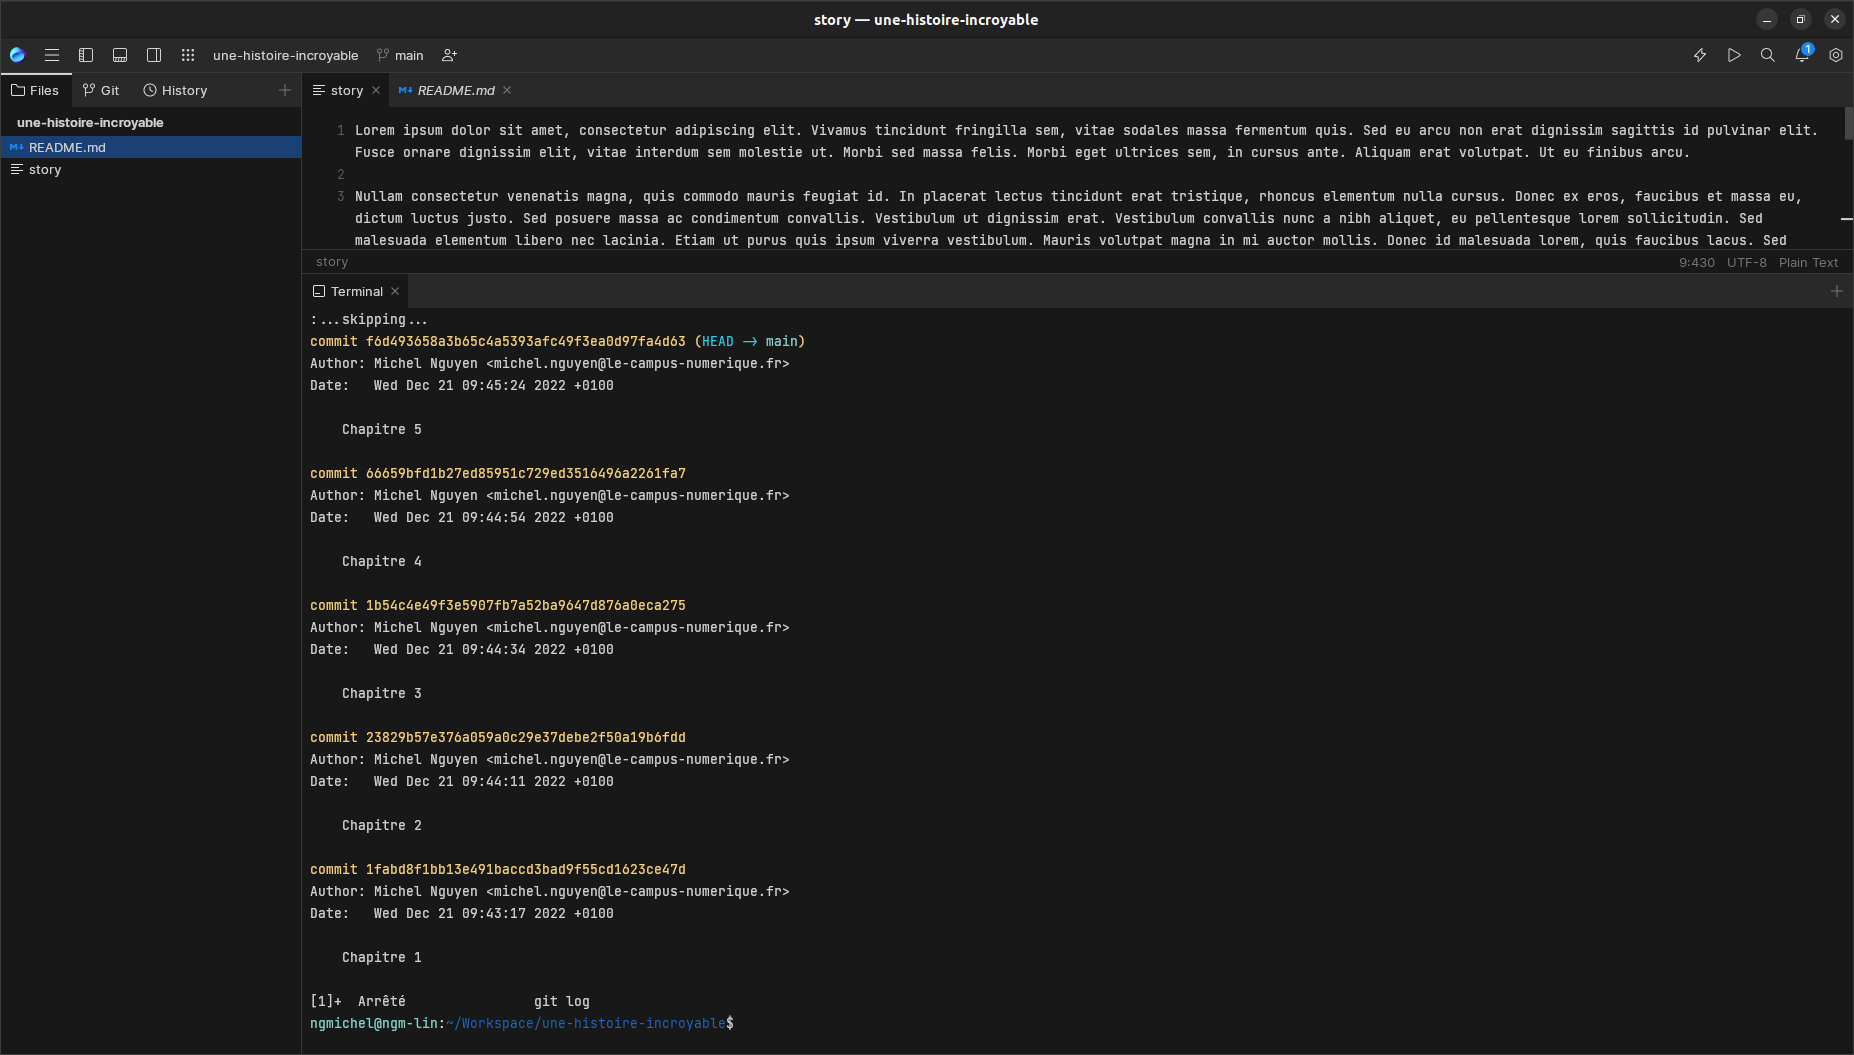 story — une-histoire-incroyable
une-histoire-incroyable main 1
Files Git History
story README.md
une-histoire-incroyable
README.md
story
1 Lorem ipsum dolor sit amet, consectetur adipiscing elit. Vivamus tincidunt fringilla sem, vitae sodales massa fermentum quis. Sed eu arcu non erat dignissim sagittis id pulvinar elit.
Fusce ornare dignissim elit, vitae interdum sem molestie ut. Morbi sed massa felis. Morbi eget ultrices sem, in cursus ante. Aliquam erat volutpat. Ut eu finibus arcu.
2
3 Nullam consectetur venenatis magna, quis commodo mauris feugiat id. In placerat lectus tincidunt erat tristique, rhoncus elementum nulla cursus. Donec ex eros, faucibus et massa eu,
dictum luctus justo. Sed posuere massa ac condimentum convallis. Vestibulum ut dignissim erat. Vestibulum convallis nunc a nibh aliquet, eu pellentesque lorem sollicitudin. Sed
malesuada elementum libero nec lacinia. Etiam ut purus quis ipsum viverra vestibulum. Mauris volutpat magna in mi auctor mollis. Donec id malesuada lorem, quis faucibus lacus. Sed
story 9:430 UTF-8 Plain Text
Terminal
:...skipping...
commit f6d493658a3b65c4a5393afc49f3ea0d97fa4d63 (HEAD -> main)
Author: Michel Nguyen <michel.nguyen@le-campus-numerique.fr>
Date:   Wed Dec 21 09:45:24 2022 +0100
Chapitre 5
commit 66659bfd1b27ed85951c729ed3516496a2261fa7
Author: Michel Nguyen <michel.nguyen@le-campus-numerique.fr>
Date:   Wed Dec 21 09:44:54 2022 +0100
Chapitre 4
commit 1b54c4e49f3e5907fb7a52ba9647d876a0eca275
Author: Michel Nguyen <michel.nguyen@le-campus-numerique.fr>
Date:   Wed Dec 21 09:44:34 2022 +0100
Chapitre 3
commit 23829b57e376a059a0c29e37debe2f50a19b6fdd
Author: Michel Nguyen <michel.nguyen@le-campus-numerique.fr>
Date:   Wed Dec 21 09:44:11 2022 +0100
Chapitre 2
commit 1fabd8f1bb13e491baccd3bad9f55cd1623ce47d
Author: Michel Nguyen <michel.nguyen@le-campus-numerique.fr>
Date:   Wed Dec 21 09:43:17 2022 +0100
Chapitre 1
[1]+  Arrêté                git log
ngmichel@ngm-lin:~/Workspace/une-histoire-incroyable$